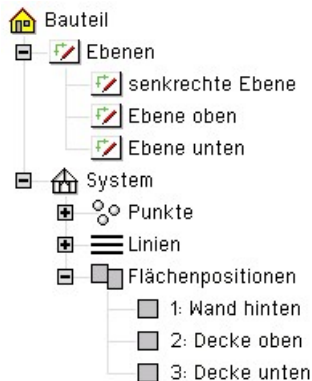 Bauteil
Ebenen
senkrechte Ebene
Ebene oben
Ebene unten
System
Punkte
Linien
Flächenpositionen
1: Wand hinten
2: Decke oben
3: Decke unten